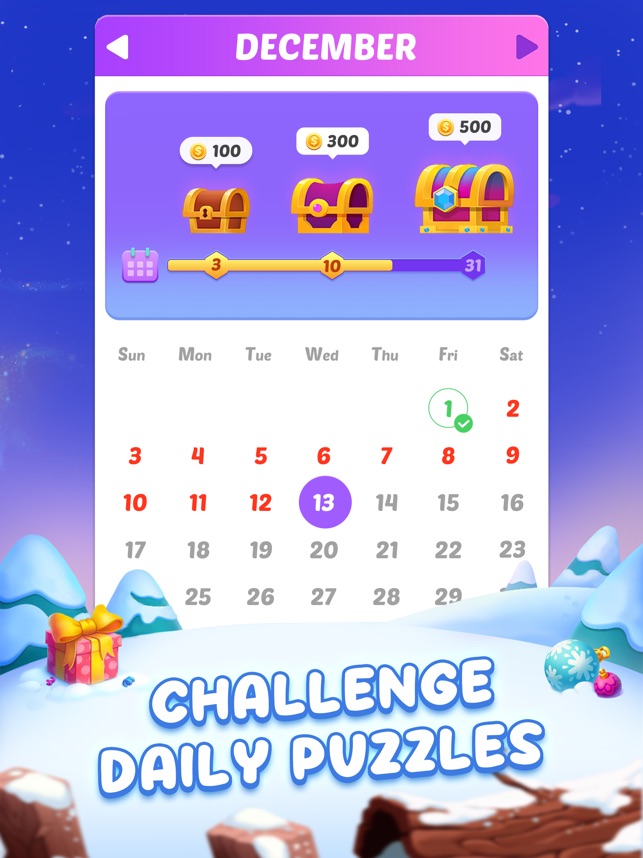 DECEMBER
100
300
500
3 10 31
Sun Mon Tue Wed Thu Fri Sat
1 2
3 4 5 6 7 8 9
10 11 12 13 14 15 16
17 18 19 20 21 22 23
25 26 27 28 29
CHALLENGE
DAILY PUZZLES